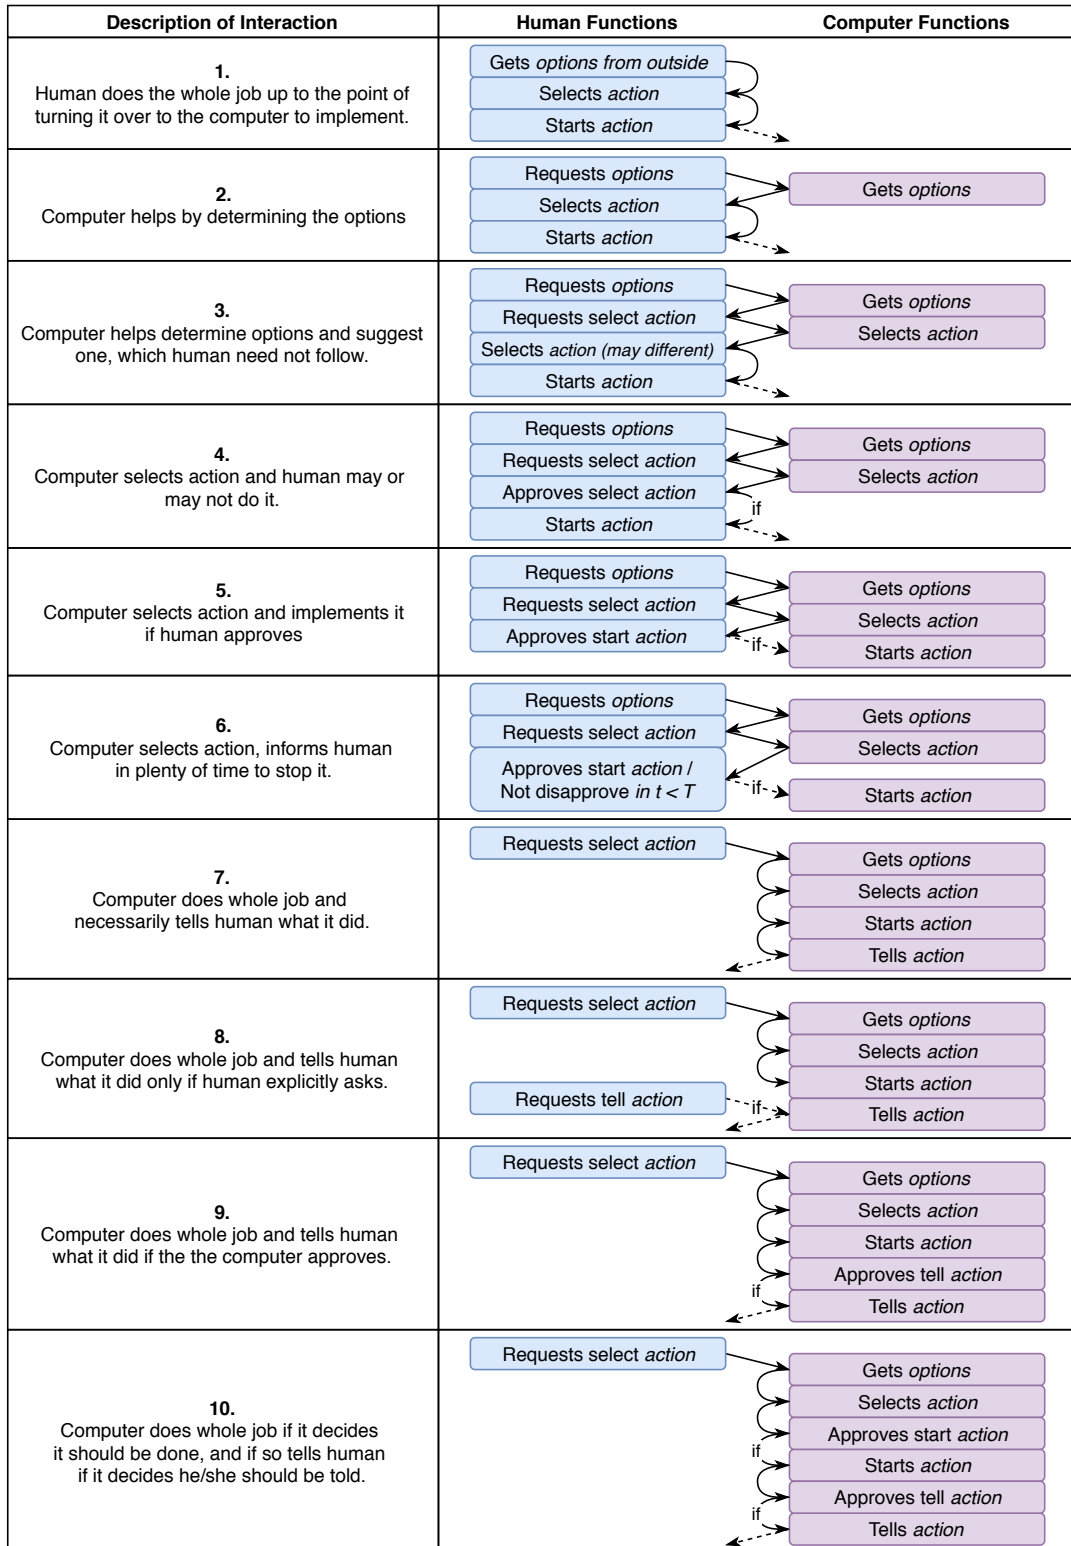 Description of Interaction
Human Functions
Computer Functions
1.
Human does the whole job up to the point of
turning it over to the computer to implement.
Gets options from outside
Selects action
Starts action
2.
Computer helps by determining the options
Requests options
Selects action
Starts action
Gets options
3.
Computer helps determine options and suggest
one, which human need not follow.
Requests options
Requests select action
Selects action (may different)
Starts action
Gets options
Selects action
4.
Computer selects action and human may or
may not do it.
Requests options
Requests select action
Approves select action
Starts action
if
Gets options
Selects action
5.
Computer selects action and implements it
if human approves
Requests options
Requests select action
Approves start action
if
Gets options
Selects action
Starts action
6.
Computer selects action, informs human
in plenty of time to stop it.
Requests options
Requests select action
Approves start action /
Not disapprove in t < T
if
Gets options
Selects action
Starts action
7.
Computer does whole job and
necessarily tells human what it did.
Requests select action
Gets options
Selects action
Starts action
Tells action
8.
Computer does whole job and tells human
what it did only if human explicitly asks.
Requests select action
Requests tell action
if
Gets options
Selects action
Starts action
Tells action
9.
Computer does whole job and tells human
what it did if the the computer approves.
Requests select action
Gets options
Selects action
Starts action
Approves tell action
if
Tells action
10.
Computer does whole job if it decides
it should be done, and if so tells human
if it decides he/she should be told.
Requests select action
Gets options
Selects action
Approves start action
if
Starts action
Approves tell action
if
Tells action